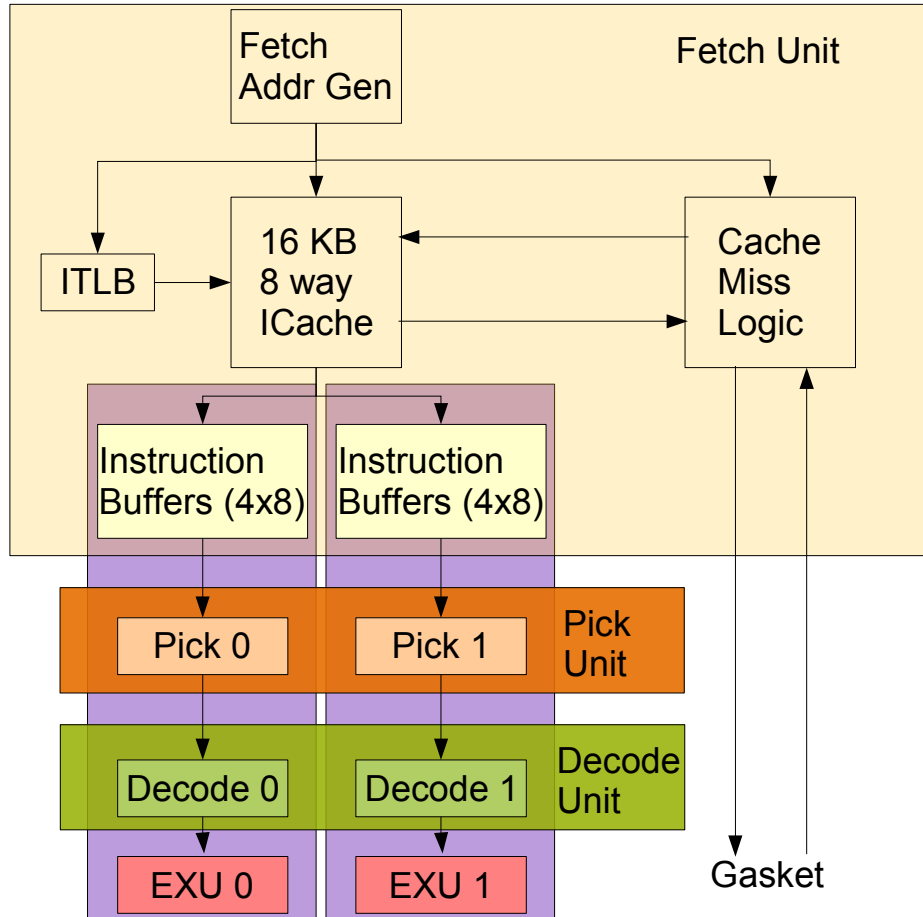 Fetch
Addr Gen
Fetch Unit
ITLB
16 KB
8 way
ICache
Cache
Miss
Logic
Instruction
Buffers (4x8)
Instruction
Buffers (4x8)
Pick 0
Pick 1
Pick
Unit
Decode 0
Decode 1
Decode
Unit
EXU 0
EXU 1
Gasket